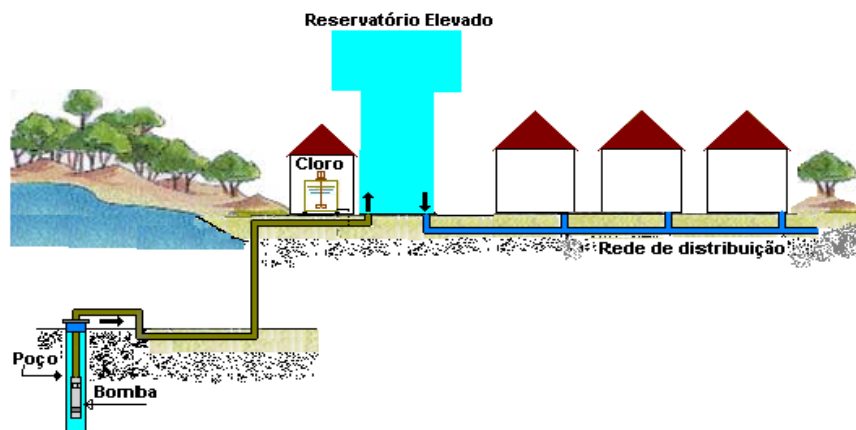 Reservatório Elevado
Cloro
Rede de distribuição
Poço
Bomba